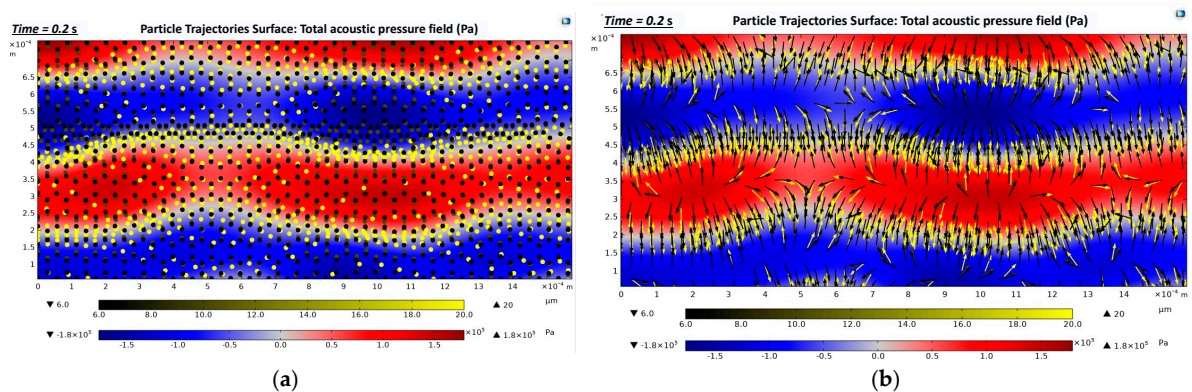 Time = 0.2 s
Particle Trajectories Surface: Total acoustic pressure field (Pa)
×10⁻⁴
m
6.5
6
5.5
5
4.5
4
3.5
3
2.5
2
1.5
1
0 1 2 3 4 5 6 7 8 9 10 11 12 13 14 ×10⁻⁴ m
▼ 6.0 ▲ 20 μm
6.0 8.0 10.0 12.0 14.0 16.0 18.0 20.0
▼ -1.8×10⁵ ×10⁵ ▲ 1.8×10⁵ Pa
-1.5 -1.0 -0.5 0.0 0.5 1.0 1.5
(a)
Time = 0.2 s
Particle Trajectories Surface: Total acoustic pressure field (Pa)
×10⁻⁴
m
6.5
6
5.5
5
4.5
4
3.5
3
2.5
2
1.5
1
0 1 2 3 4 5 6 7 8 9 10 11 12 13 14 ×10⁻⁴ m
▼ 6.0 ▲ 20 μm
6.0 8.0 10.0 12.0 14.0 16.0 18.0 20.0
▼ -1.8×10⁵ ×10⁵ ▲ 1.8×10⁵ Pa
-1.5 -1.0 -0.5 0.0 0.5 1.0 1.5
(b)